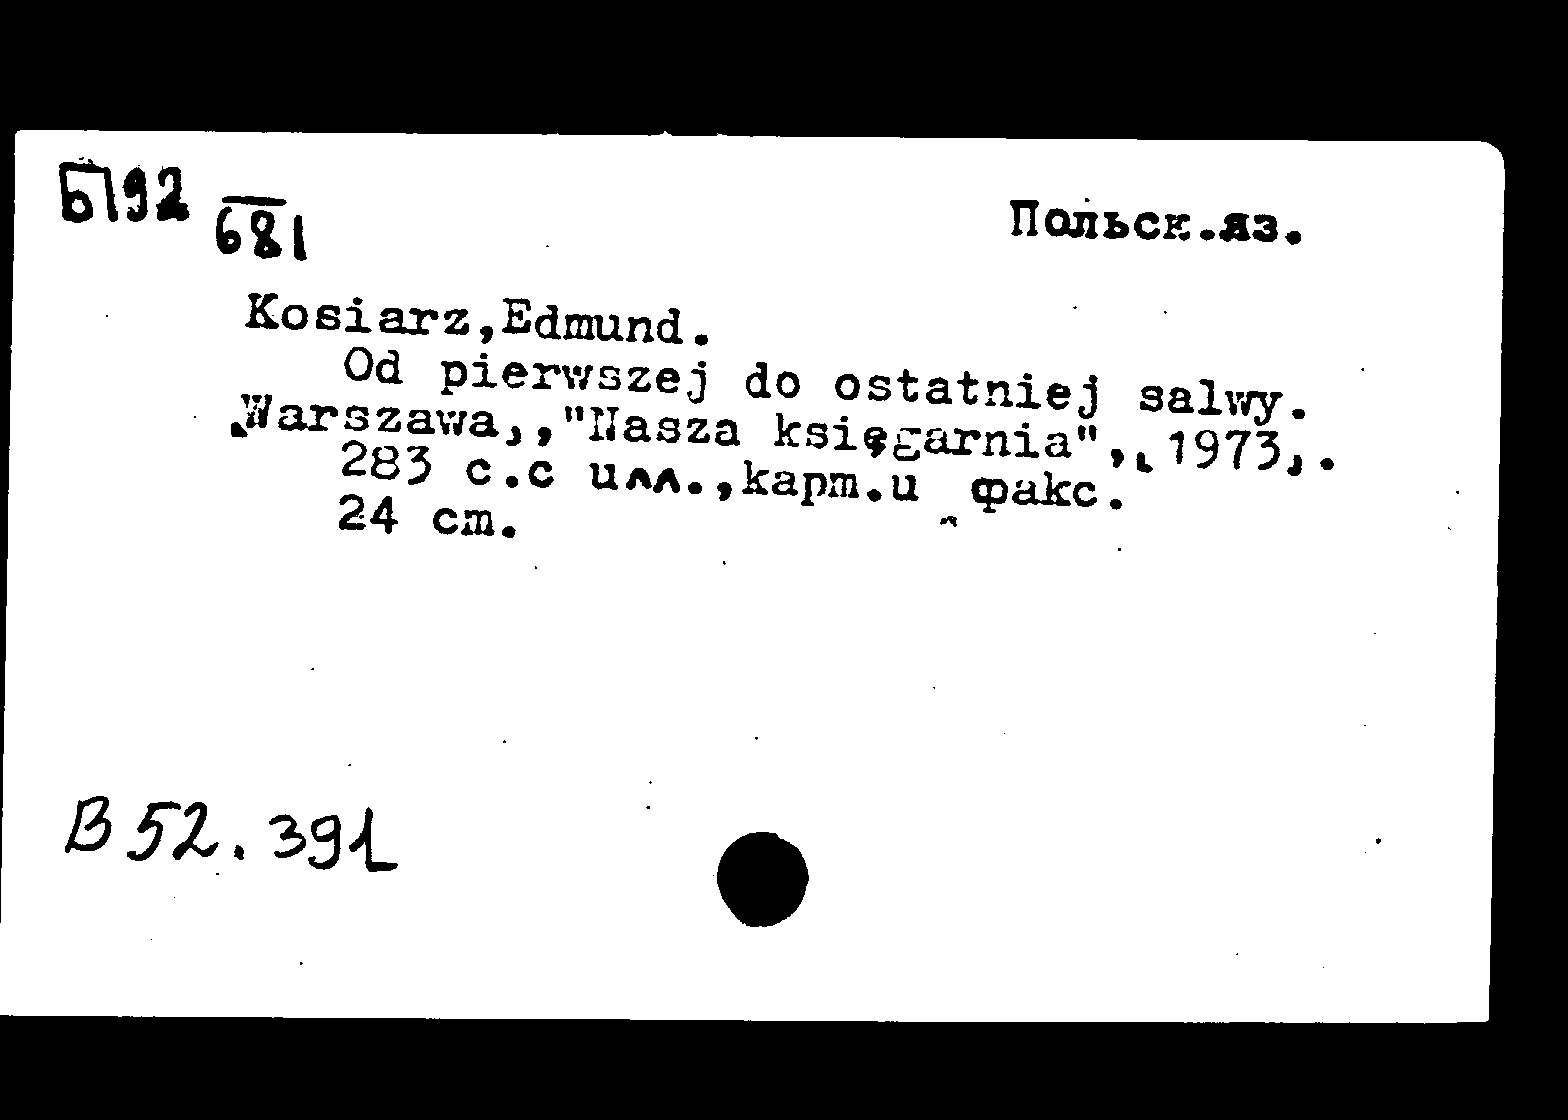 Б192
681
Польск.яз.
Kosiarz,Edmund.
Od pierwszej do ostatniej salwy.
Warszawa,,"Nasza księgarnia",,1973,.
283 с.с илл.,карт.и факс.
24 cm.
B 52.391